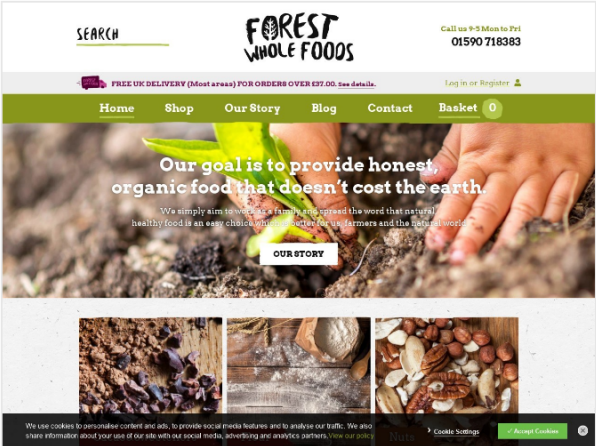 SEARCH
FOREST
WHOLE FOODS
Call us 9-5 Mon to Fri
01590 718383
FREE UK DELIVERY (Most areas) FOR ORDERS OVER £37.00. See details.
Log in or Register
Home Shop Our Story Blog Contact Basket 0
Our goal is to provide honest,
organic food that doesn't cost the earth.
We simply aim to work as a family and spread the word that natural,
healthy food is an easy choice which is better for us, farmers and the natural world.
OUR STORY
Nuts
We use cookies to personalise content and ads, to provide social media features and to analyse our traffic. We also
share information about your use of our site with our social media, advertising and analytics partners. View our policy
Cookie Settings
✓ Accept Cookies